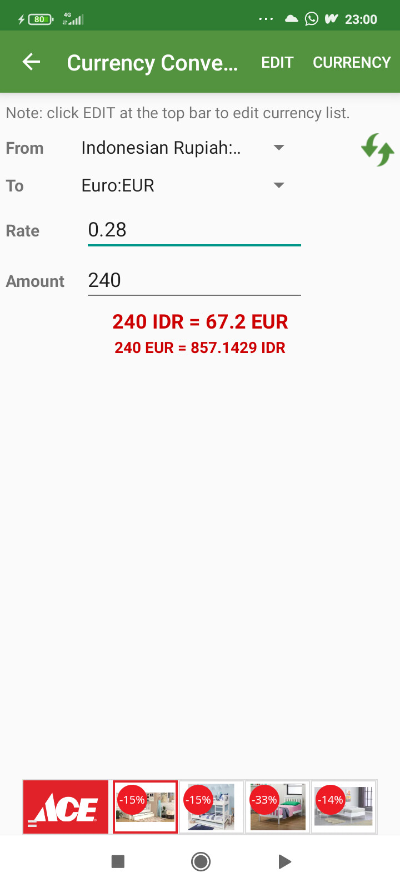 80
4G
23:00
Currency Conve... EDIT CURRENCY
Note: click EDIT at the top bar to edit currency list.
From Indonesian Rupiah:..
To Euro:EUR
Rate 0.28
Amount 240
240 IDR = 67.2 EUR
240 EUR = 857.1429 IDR
ACE -15% -15% -33% -14%